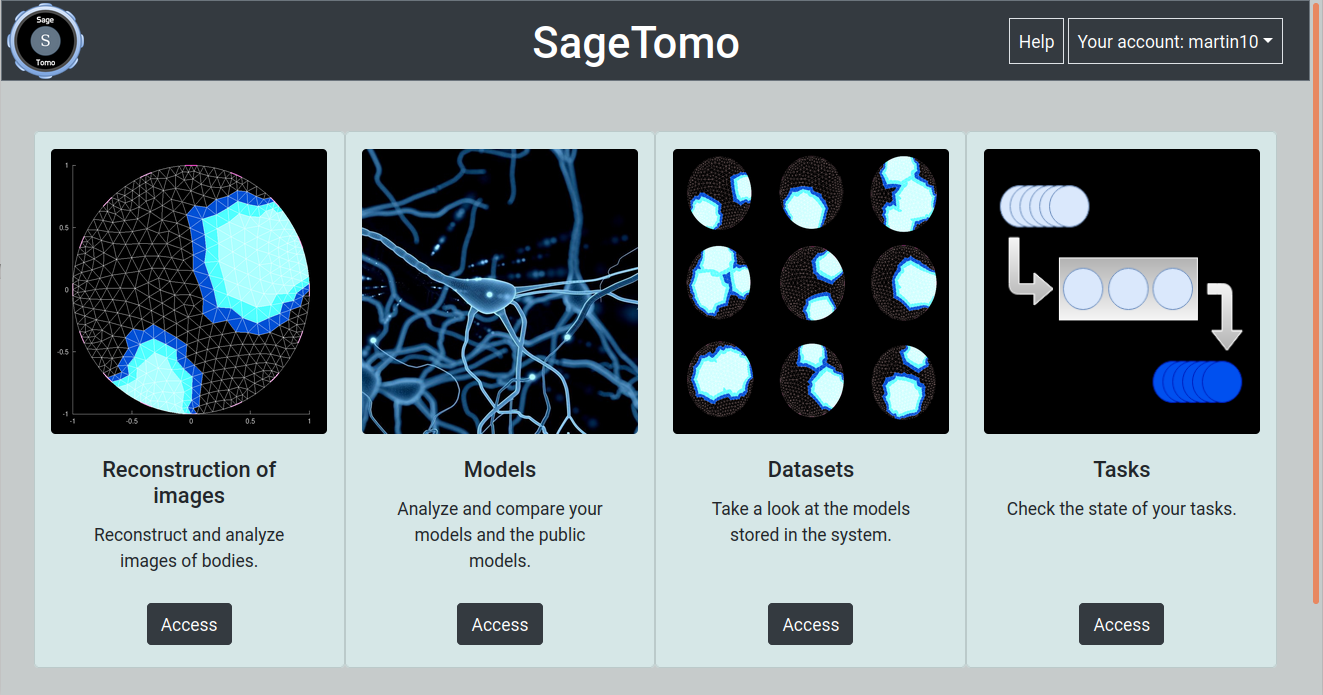 Sage
S
Tomo
SageTomo
Help
Your account: martin10
1
0.5
0
-0.5
-1
-1
-0.5
0
0.5
1
Reconstruction of
images
Reconstruct and analyze
images of bodies.
Access
Models
Analyze and compare your
models and the public
models.
Access
Datasets
Take a look at the models
stored in the system.
Access
Tasks
Check the state of your tasks.
Access